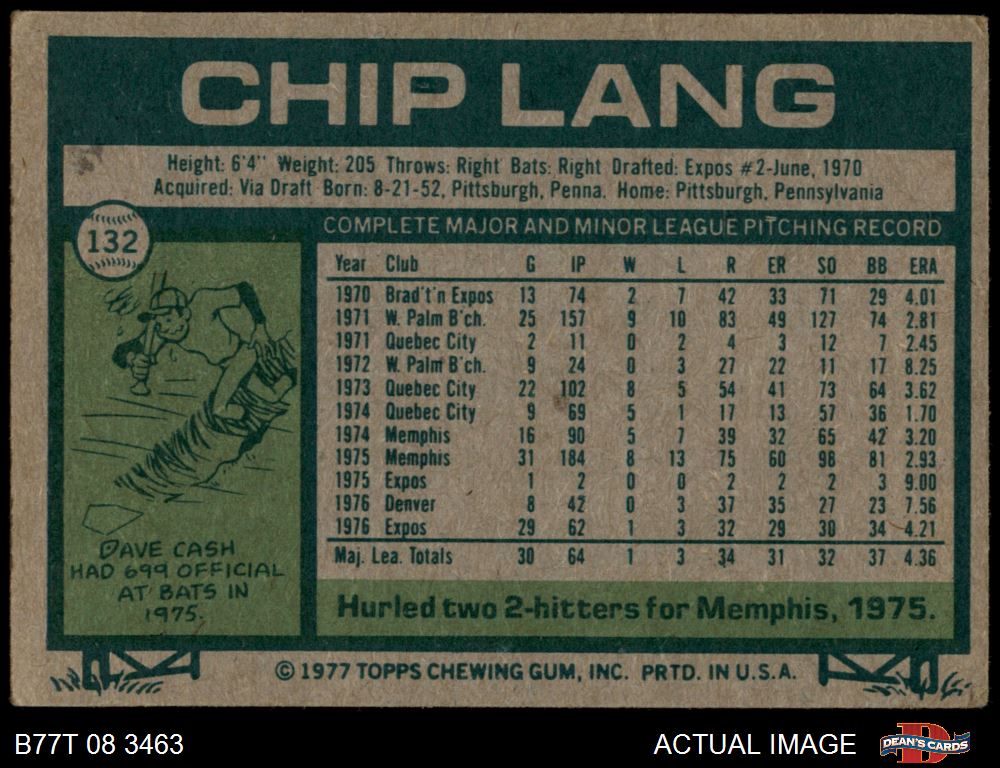 CHIP LANG
Height: 6'4" Weight: 205 Throws: Right Bats: Right Drafted: Expos #2-June, 1970
Acquired: Via Draft Born: 8-21-52, Pittsburgh, Penna. Home: Pittsburgh, Pennsylvania
132
COMPLETE MAJOR AND MINOR LEAGUE PITCHING RECORD
Year Club G IP W L R ER SO BB ERA
1970 Brad't'n Expos 13 74 2 7 42 33 71 29 4.01
1971 W. Palm B'ch. 25 157 9 10 83 49 127 74 2.81
1971 Quebec City 2 11 0 2 4 3 12 7 2.45
1972 W. Palm B'ch. 9 24 0 3 27 22 11 17 8.25
1973 Quebec City 22 102 8 5 54 41 73 64 3.62
1974 Quebec City 9 69 5 1 17 13 57 36 1.70
1974 Memphis 16 90 5 7 39 32 65 42 3.20
1975 Memphis 31 184 8 13 75 60 98 81 2.93
1975 Expos 1 2 0 0 2 2 2 3 9.00
1976 Denver 8 42 0 3 37 35 27 23 7.56
1976 Expos 29 62 1 3 32 29 30 34 4.21
Maj. Lea. Totals 30 64 1 3 34 31 32 37 4.36
DAVE CASH
HAD 699 OFFICIAL
AT BATS IN
1975.
Hurled two 2-hitters for Memphis, 1975.
© 1977 TOPPS CHEWING GUM, INC. PRTD. IN U.S.A.
B77T 08 3463
ACTUAL IMAGE
DEAN'S CARDS